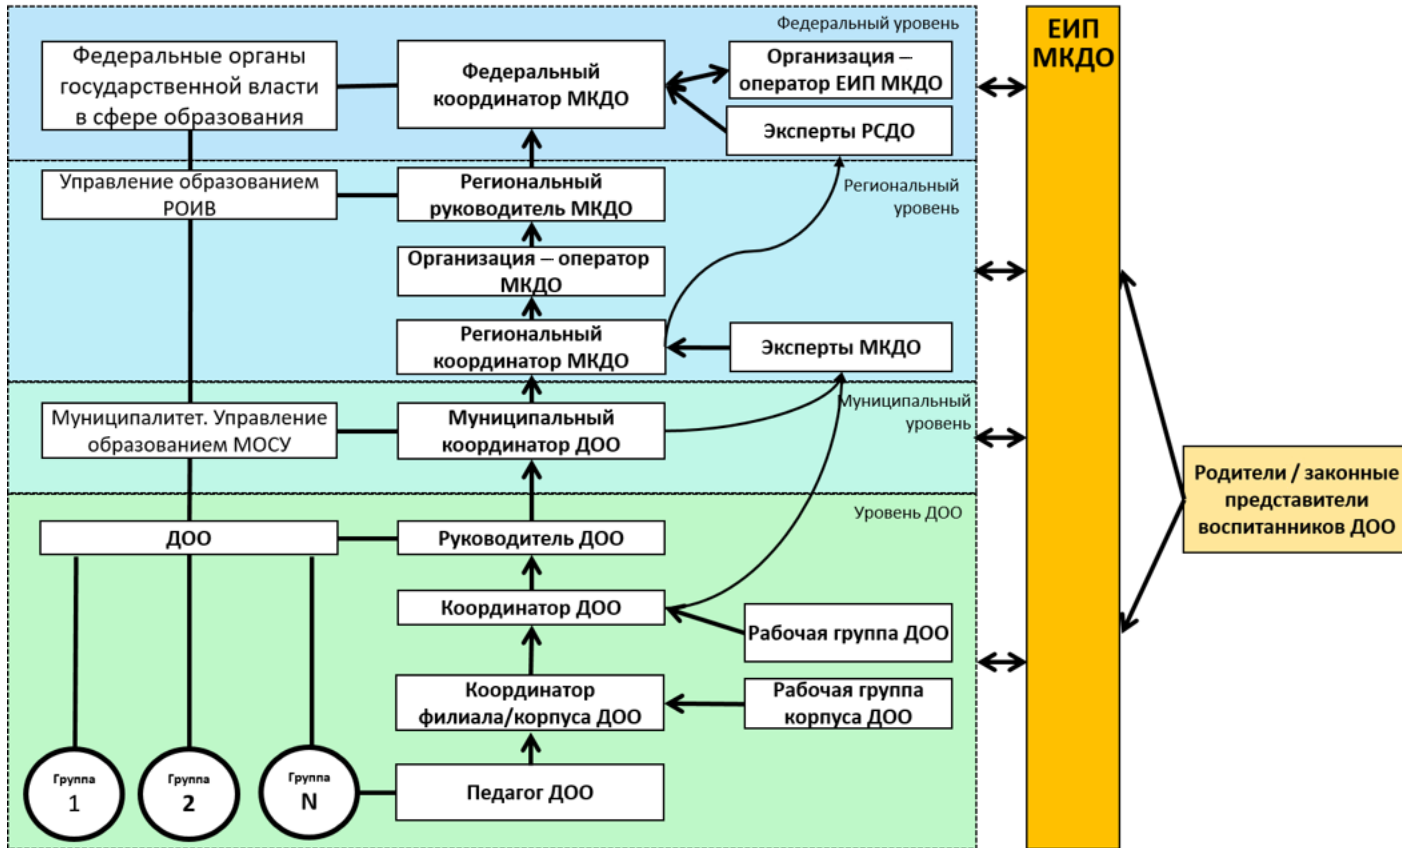 Федеральный уровень
Федеральные органы
государственной власти
в сфере образования
Федеральный
координатор МКДО
Организация –
оператор ЕИП МКДО
Эксперты РСДО
ЕИП
МКДО
Региональный
уровень
Управление образованием
РОИВ
Региональный
руководитель МКДО
Организация – оператор
МКДО
Региональный
координатор МКДО
Эксперты МКДО
Муниципальный
уровень
Муниципалитет. Управление
образованием МОСУ
Муниципальный
координатор ДОО
Родители / законные
представители
воспитанников ДОО
Уровень ДОО
ДОО
Руководитель ДОО
Координатор ДОО
Рабочая группа ДОО
Координатор
филиала/корпуса ДОО
Рабочая группа
корпуса ДОО
Группа
1
Группа
2
Группа
N
Педагог ДОО